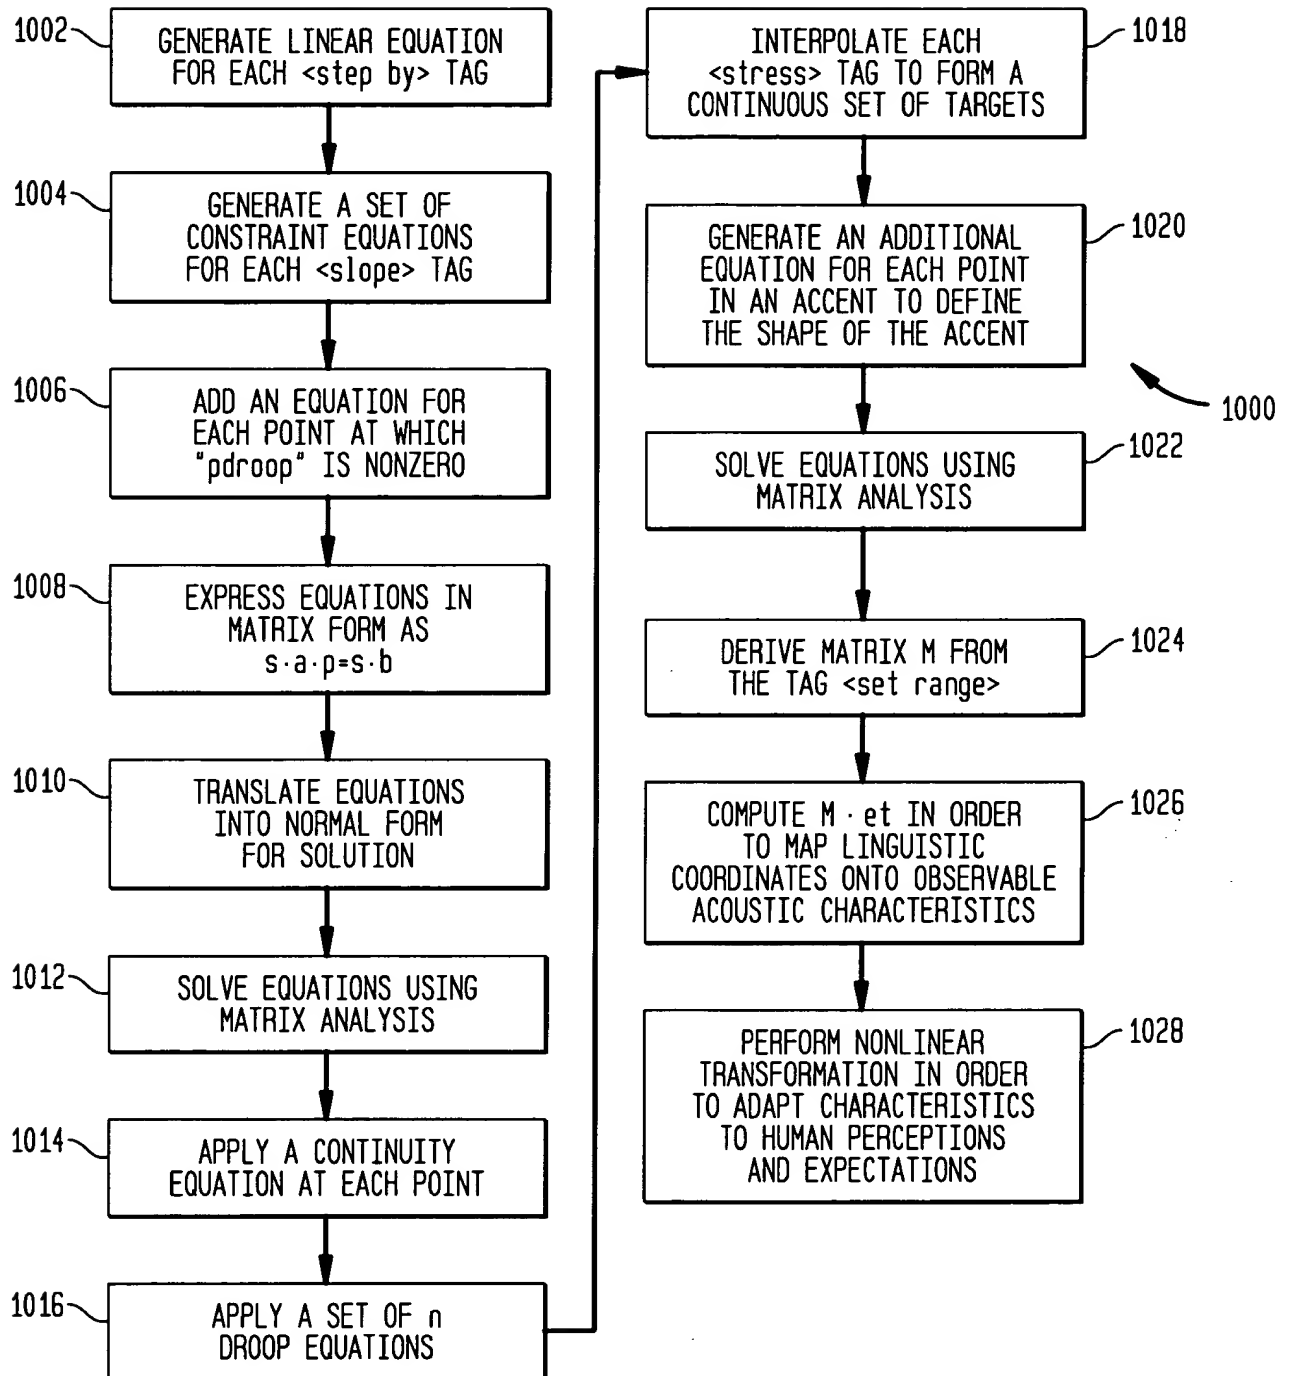 1002
GENERATE LINEAR EQUATION
FOR EACH <step by> TAG
1004
GENERATE A SET OF
CONSTRAINT EQUATIONS
FOR EACH <slope> TAG
1006
ADD AN EQUATION FOR
EACH POINT AT WHICH
"pdroop" IS NONZERO
1008
EXPRESS EQUATIONS IN
MATRIX FORM AS
s·a·p=s·b
1010
TRANSLATE EQUATIONS
INTO NORMAL FORM
FOR SOLUTION
1012
SOLVE EQUATIONS USING
MATRIX ANALYSIS
1014
APPLY A CONTINUITY
EQUATION AT EACH POINT
1016
APPLY A SET OF n
DROOP EQUATIONS
1018
INTERPOLATE EACH
<stress> TAG TO FORM A
CONTINUOUS SET OF TARGETS
1020
GENERATE AN ADDITIONAL
EQUATION FOR EACH POINT
IN AN ACCENT TO DEFINE
THE SHAPE OF THE ACCENT
1000
1022
SOLVE EQUATIONS USING
MATRIX ANALYSIS
1024
DERIVE MATRIX M FROM
THE TAG <set range>
1026
COMPUTE M · et IN ORDER
TO MAP LINGUISTIC
COORDINATES ONTO OBSERVABLE
ACOUSTIC CHARACTERISTICS
1028
PERFORM NONLINEAR
TRANSFORMATION IN ORDER
TO ADAPT CHARACTERISTICS
TO HUMAN PERCEPTIONS
AND EXPECTATIONS